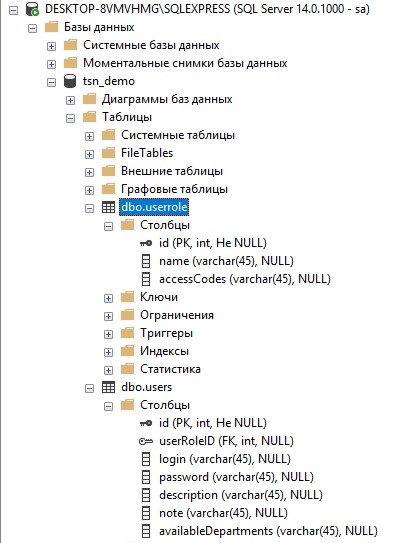 DESKTOP-8VMVHMG\SQLEXPRESS (SQL Server 14.0.1000 - sa)
Базы данных
Системные базы данных
Моментальные снимки базы данных
tsn_demo
Диаграммы баз данных
Таблицы
Системные таблицы
FileTables
Внешние таблицы
Графовые таблицы
dbo.userrole
Столбцы
id (PK, int, Не NULL)
name (varchar(45), NULL)
accessCodes (varchar(45), NULL)
Ключи
Ограничения
Триггеры
Индексы
Статистика
dbo.users
Столбцы
id (PK, int, Не NULL)
userRoleID (FK, int, NULL)
login (varchar(45), NULL)
password (varchar(45), NULL)
description (varchar(45), NULL)
note (varchar(45), NULL)
availableDepartments (varchar(45), NULL)